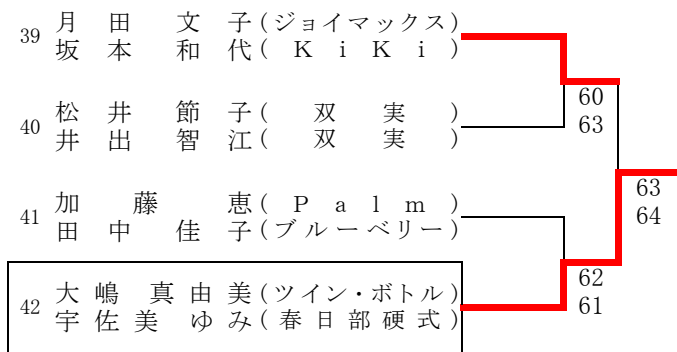 39 月田 文子(ジョイマックス)
坂本 和代(KiKi)
60
63
40 松井 節子(双実)
井出 智江(双実)
63
64
41 加藤 恵(Palm)
田中 佳子(ブルーベリー)
62
61
42 大嶋 真由美(ツイン・ボトル)
宇佐美 ゆみ(春日部硬式)